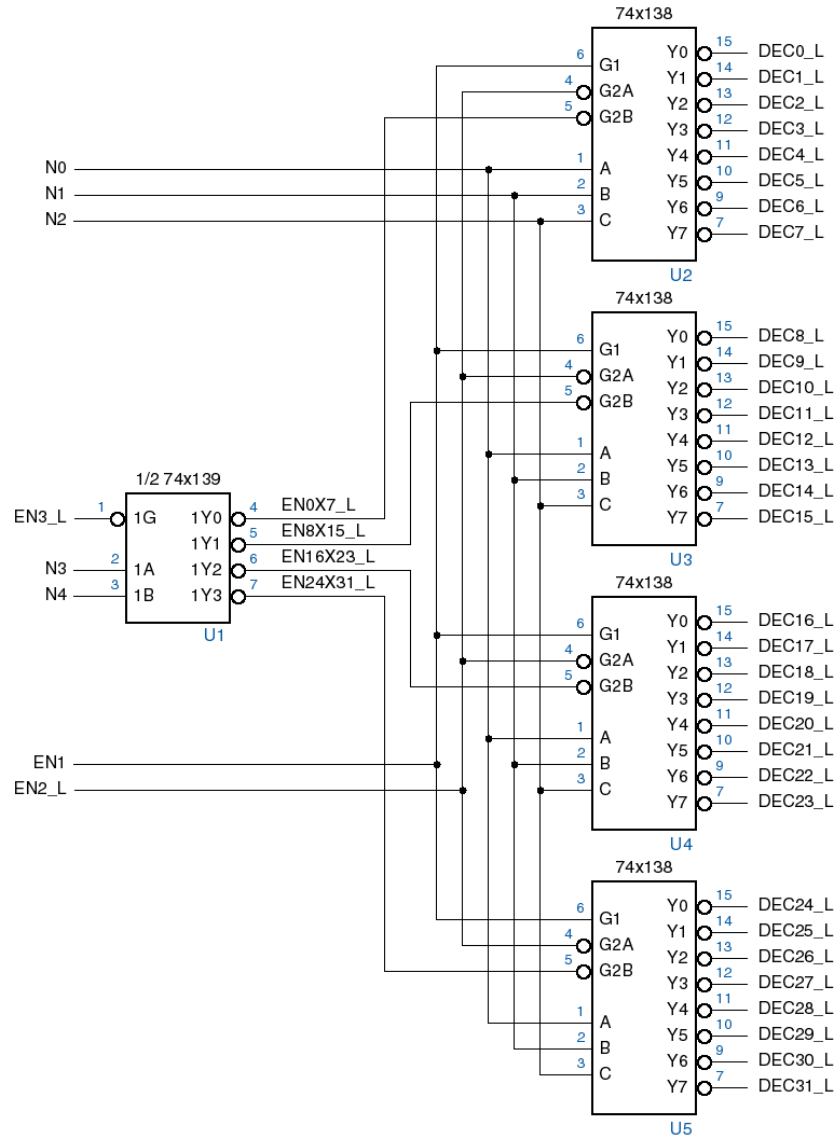 74x138
6 G1 Y0 15 DEC0_L
4 G2A Y1 14 DEC1_L
5 G2B Y2 13 DEC2_L
Y3 12 DEC3_L
N0 1 A Y4 11 DEC4_L
N1 2 B Y5 10 DEC5_L
N2 3 C Y6 9 DEC6_L
Y7 7 DEC7_L
U2
74x138
6 G1 Y0 15 DEC8_L
4 G2A Y1 14 DEC9_L
5 G2B Y2 13 DEC10_L
Y3 12 DEC11_L
1 A Y4 11 DEC12_L
2 B Y5 10 DEC13_L
3 C Y6 9 DEC14_L
Y7 7 DEC15_L
U3
1/2 74x139
EN3_L 1 1G 1Y0 4 EN0X7_L
1Y1 5 EN8X15_L
N3 2 1A 1Y2 6 EN16X23_L
N4 3 1B 1Y3 7 EN24X31_L
U1
74x138
6 G1 Y0 15 DEC16_L
4 G2A Y1 14 DEC17_L
5 G2B Y2 13 DEC18_L
Y3 12 DEC19_L
1 A Y4 11 DEC20_L
2 B Y5 10 DEC21_L
3 C Y6 9 DEC22_L
Y7 7 DEC23_L
EN1
EN2_L
U4
74x138
6 G1 Y0 15 DEC24_L
4 G2A Y1 14 DEC25_L
5 G2B Y2 13 DEC26_L
Y3 12 DEC27_L
1 A Y4 11 DEC28_L
2 B Y5 10 DEC29_L
3 C Y6 9 DEC30_L
Y7 7 DEC31_L
U5